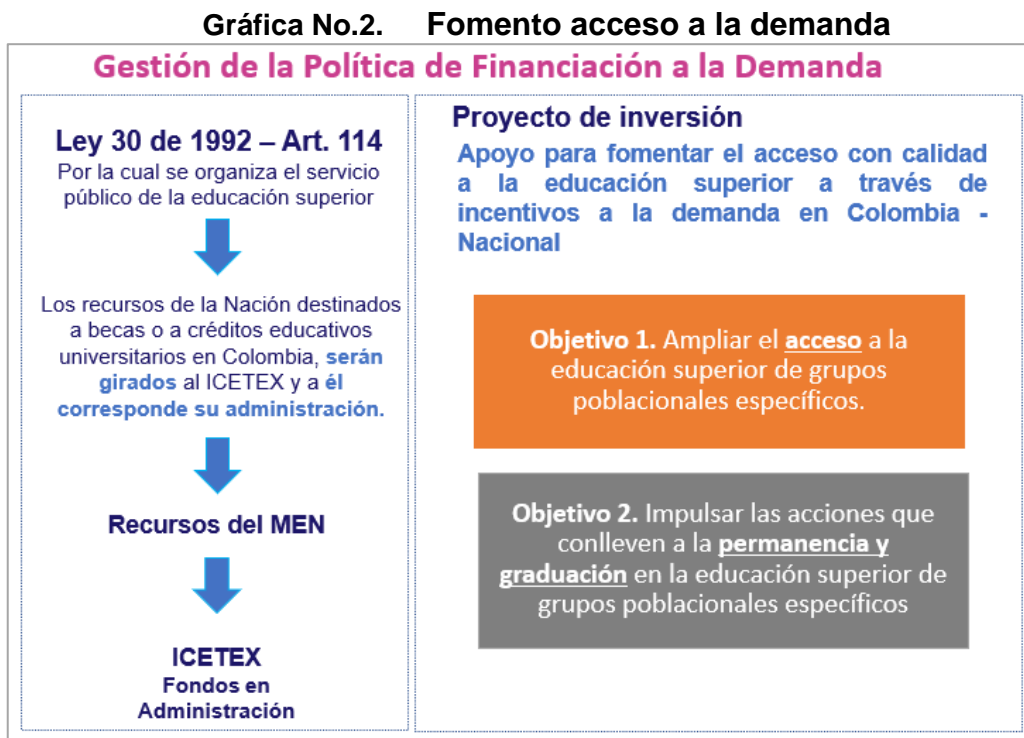 Gráfica No.2. Fomento acceso a la demanda
Gestión de la Política de Financiación a la Demanda
Ley 30 de 1992 – Art. 114
Por la cual se organiza el servicio
público de la educación superior
Los recursos de la Nación destinados
a becas o a créditos educativos
universitarios en Colombia, serán
girados al ICETEX y a él
corresponde su administración.
Recursos del MEN
ICETEX
Fondos en
Administración
Proyecto de inversión
Apoyo para fomentar el acceso con calidad
a la educación superior a través de
incentivos a la demanda en Colombia -
Nacional
Objetivo 1. Ampliar el acceso a la
educación superior de grupos
poblacionales específicos.
Objetivo 2. Impulsar las acciones que
conlleven a la permanencia y
graduación en la educación superior de
grupos poblacionales específicos